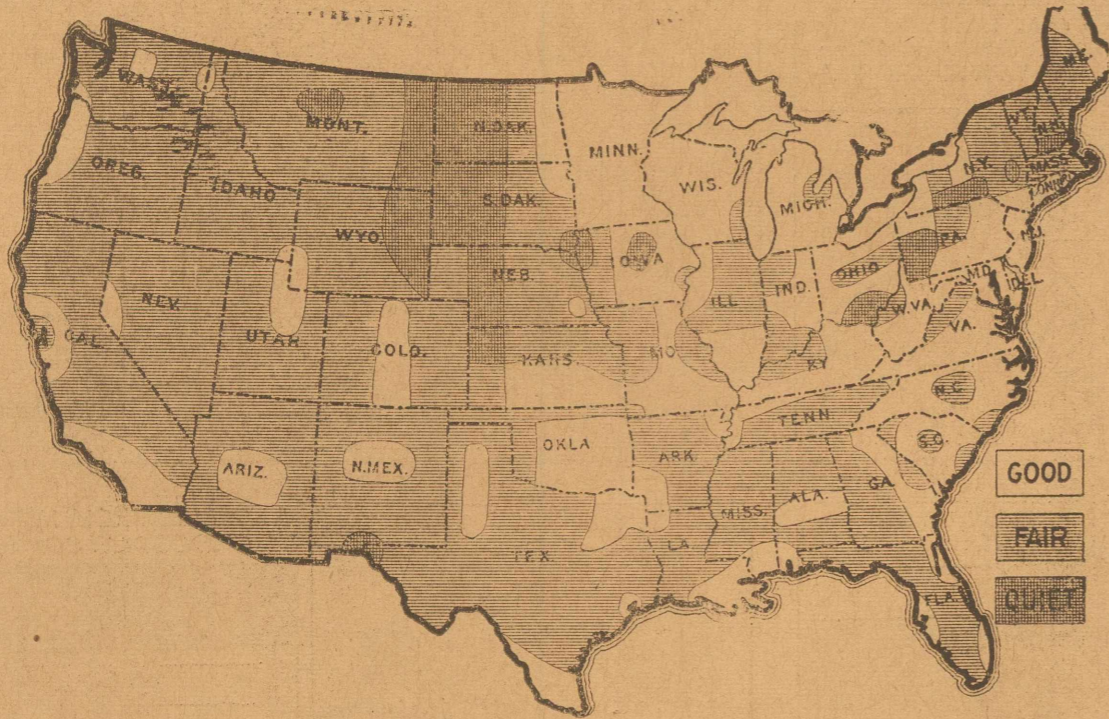 WASH.
MONT.
N.DAK.
MINN.
ME.
VT.
N.H.
OREG.
IDAHO
S.DAK.
WIS.
MICH.
N.Y.
MASS.
CONN.
WYO.
NEB.
IOWA
PA.
N.J.
NEV.
UTAH
COLO.
ILL
IND.
OHIO
MD.
DEL.
W.VA.
VA.
CAL.
KANS.
MO.
KY
ARIZ.
N.MEX.
OKLA
ARK
TENN.
N.C.
S.C.
TEX.
LA
MISS.
ALA.
GA.
FLA.
GOOD
FAIR
QUIET